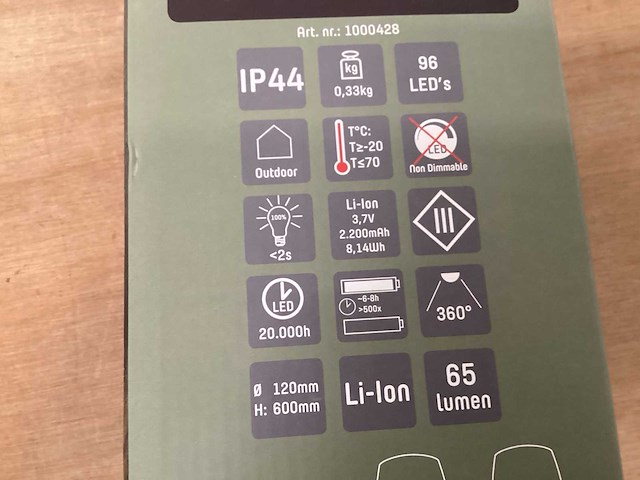 Art. nr.: 1000428
IP44
kg
0,33kg
96
LED's
Outdoor
T°C:
T≥-20
T≤70
LED
Non Dimmable
100%
<2s
Li-Ion
3,7V
2.200mAh
8,14Wh
III
LED
20.000h
~6-8h
>500x
360°
Ø 120mm
H: 600mm
Li-Ion
65
lumen